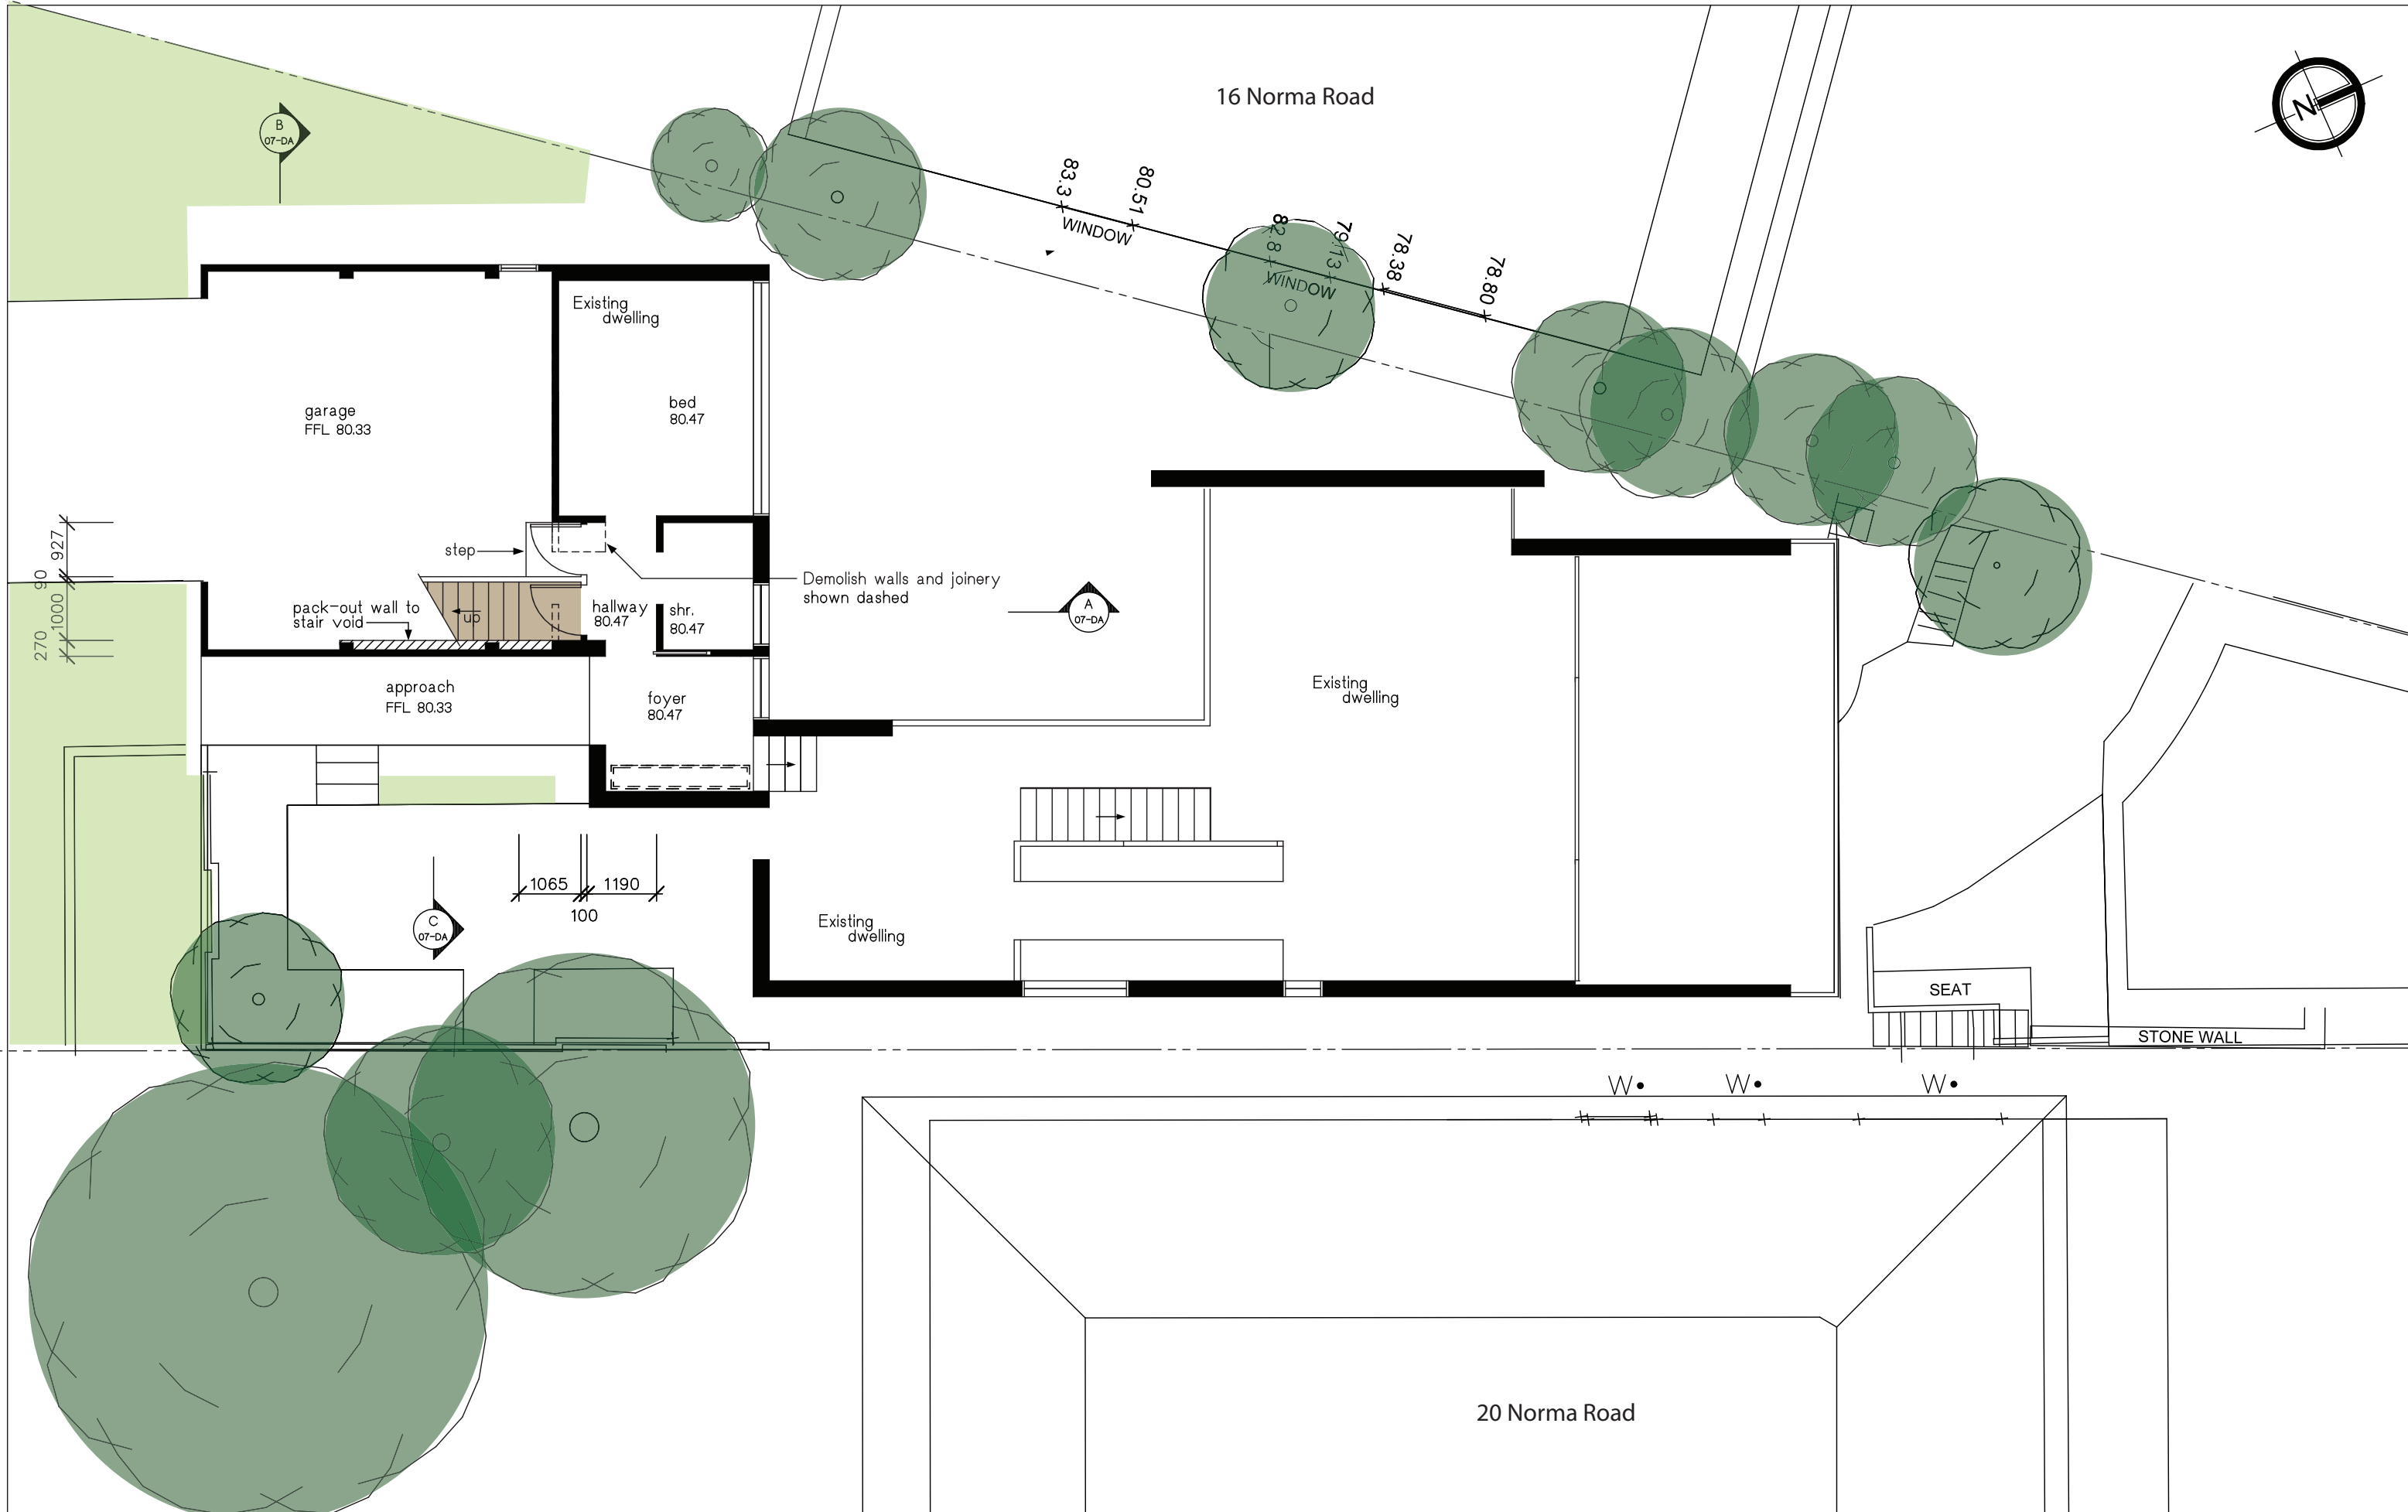 16 Norma Road
N
B
07-DA
83.3
80.51
WINDOW
82.8
79.13
78.38
78.80
WINDOW
Existing
dwelling
garage
FFL 80.33
bed
80.47
927
90
1000
270
step
Demolish walls and joinery
shown dashed
pack-out wall to
stair void
up
hallway
80.47
shr.
80.47
A
07-DA
approach
FFL 80.33
foyer
80.47
Existing
dwelling
1065
1190
100
C
07-DA
Existing
dwelling
SEAT
STONE WALL
W
W
W
20 Norma Road